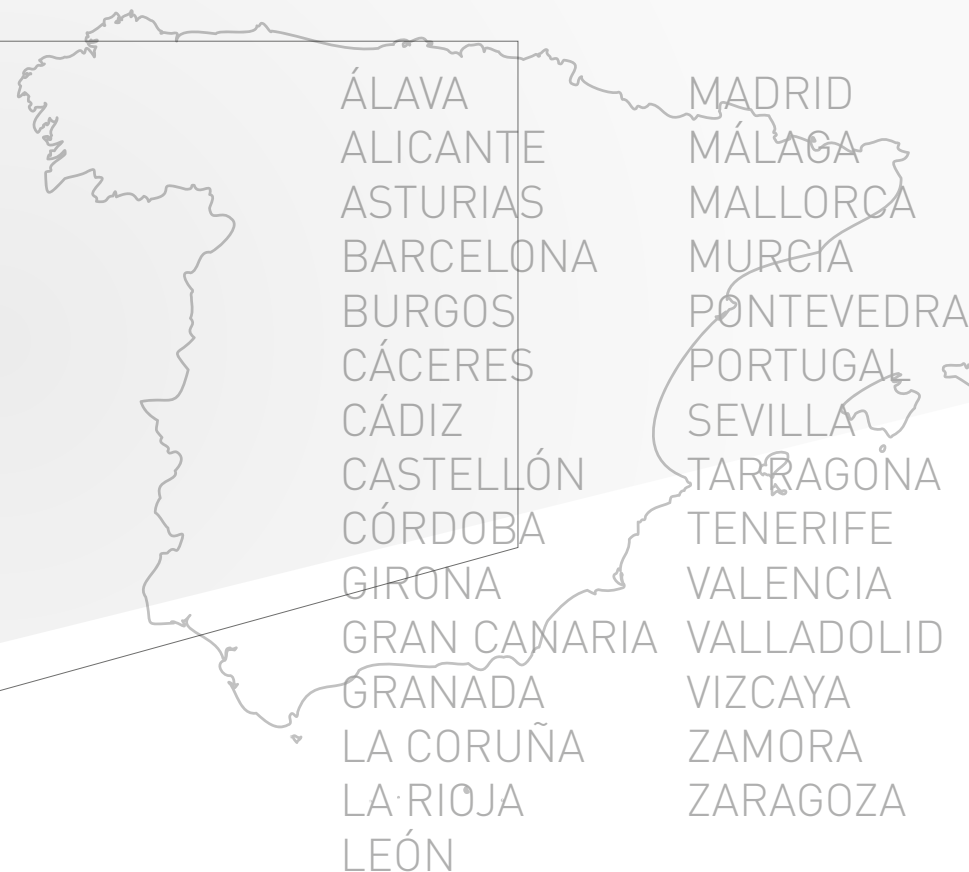 ÁLAVA
ALICANTE
ASTURIAS
BARCELONA
BURGOS
CÁCERES
CÁDIZ
CASTELLÓN
CÓRDOBA
GIRONA
GRAN CANARIA
GRANADA
LA CORUÑA
LA RIOJA
LEÓN
MADRID
MÁLAGA
MALLORCA
MURCIA
PONTEVEDRA
PORTUGAL
SEVILLA
TARRAGONA
TENERIFE
VALENCIA
VALLADOLID
VIZCAYA
ZAMORA
ZARAGOZA